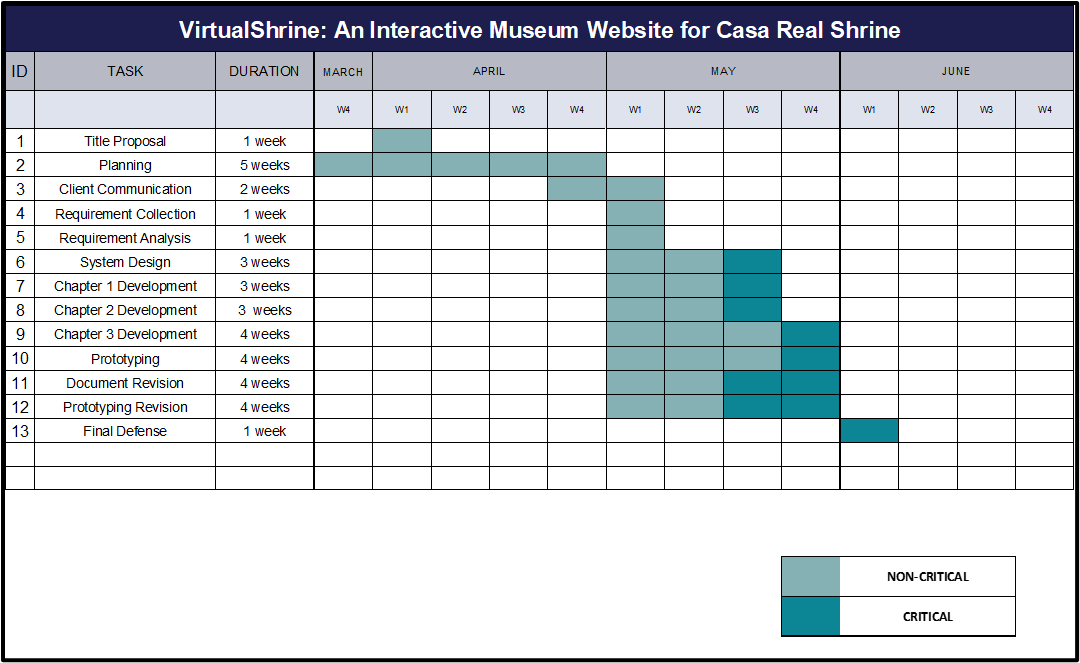 VirtualShrine: An Interactive Museum Website for Casa Real Shrine
ID TASK DURATION MARCH APRIL MAY JUNE
W4 W1 W2 W3 W4 W1 W2 W3 W4 W1 W2 W3 W4
1 Title Proposal 1 week
2 Planning 5 weeks
3 Client Communication 2 weeks
4 Requirement Collection 1 week
5 Requirement Analysis 1 week
6 System Design 3 weeks
7 Chapter 1 Development 3 weeks
8 Chapter 2 Development 3 weeks
9 Chapter 3 Development 4 weeks
10 Prototyping 4 weeks
11 Document Revision 4 weeks
12 Prototyping Revision 4 weeks
13 Final Defense 1 week
NON-CRITICAL
CRITICAL